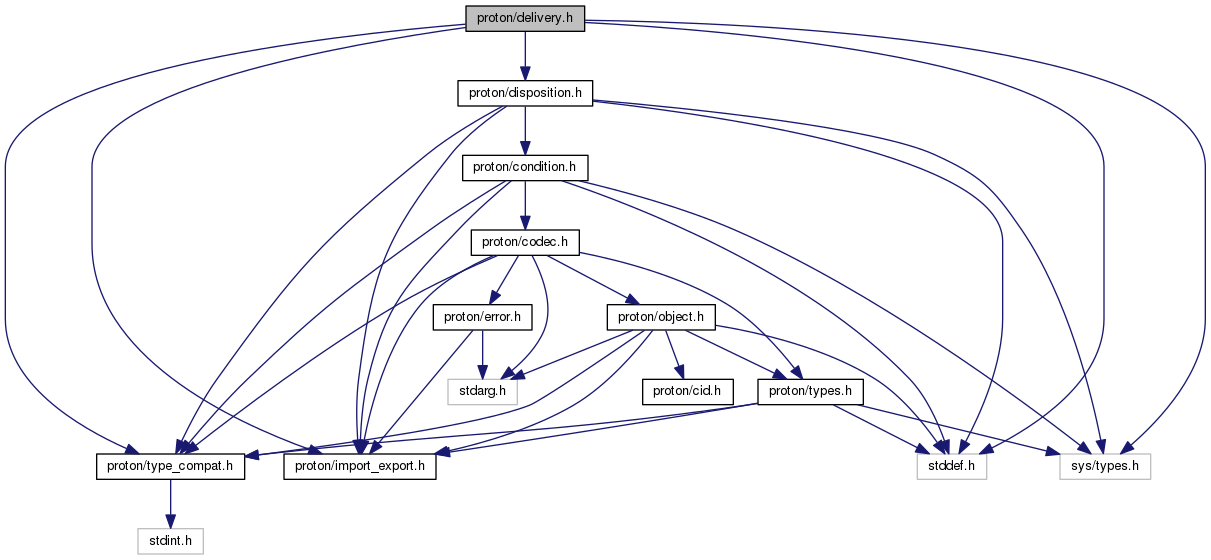 proton/delivery.h
proton/disposition.h
proton/condition.h
proton/codec.h
proton/error.h
proton/object.h
stdarg.h
proton/cid.h
proton/types.h
proton/type_compat.h
proton/import_export.h
stddef.h
sys/types.h
stdint.h